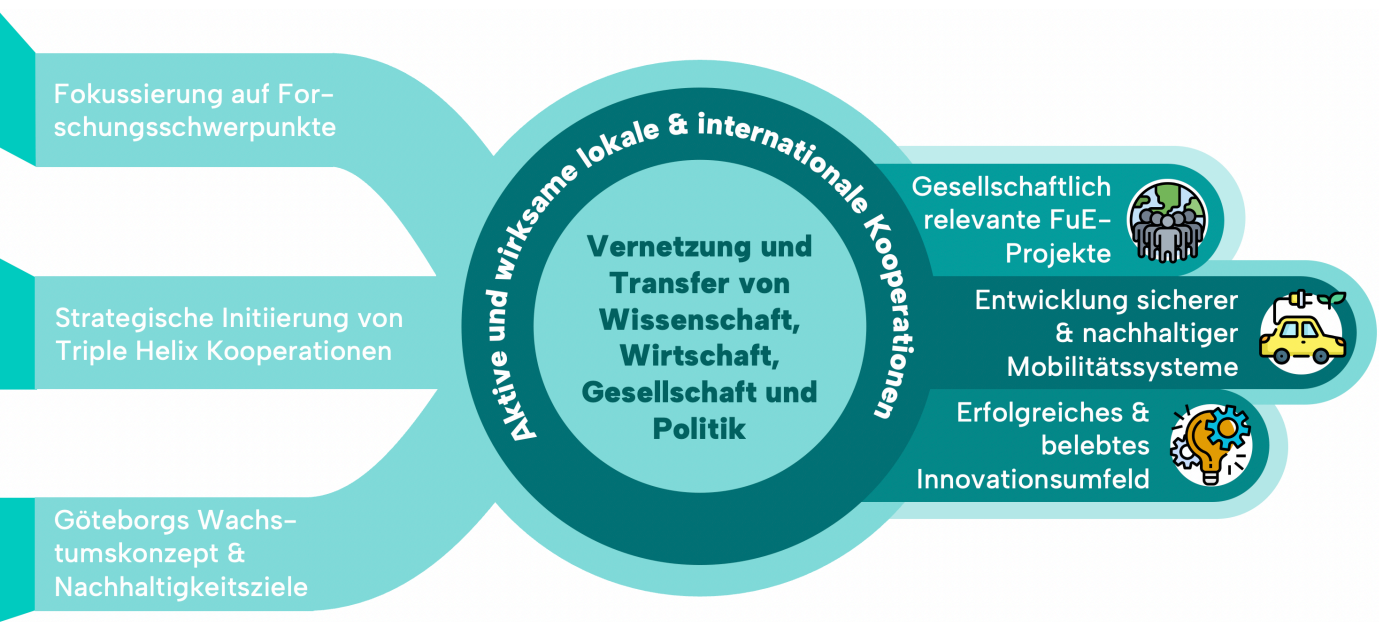 Fokussierung auf For-
schungsschwerpunkte
Strategische Initiierung von
Triple Helix Kooperationen
Göteborgs Wachs-
tumskonzept &
Nachhaltigkeitsziele
Aktive und wirksame lokale & internationale Kooperationen
Vernetzung und
Transfer von
Wissenschaft,
Wirtschaft,
Gesellschaft und
Politik
Gesellschaftlich
relevante FuE-
Projekte
Entwicklung sicherer
& nachhaltiger
Mobilitätssysteme
Erfolgreiches &
belebtes
Innovationsumfeld